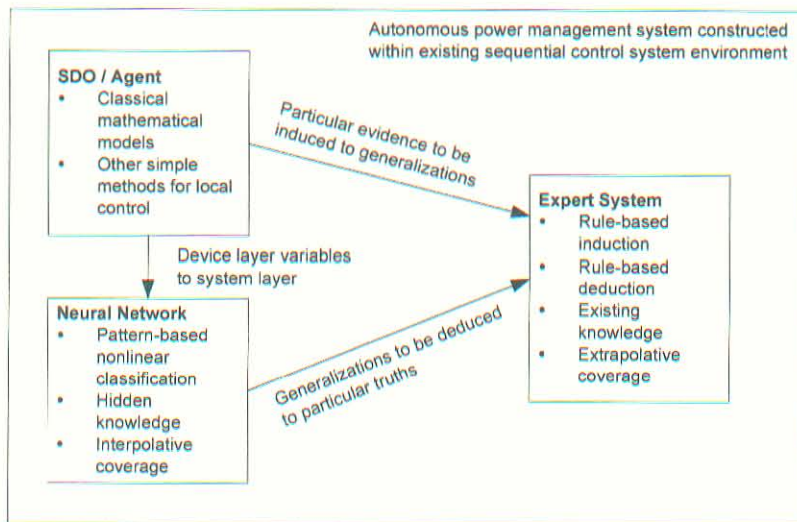 Autonomous power management system constructed
within existing sequential control system environment
SDO / Agent
• Classical
mathematical
models
• Other simple
methods for local
control
Particular evidence to be
induced to generalizations
Device layer variables
to system layer
Neural Network
• Pattern-based
nonlinear
classification
• Hidden
knowledge
• Interpolative
coverage
Generalizations to be deduced
to particular truths
Expert System
• Rule-based
induction
• Rule-based
deduction
• Existing
knowledge
• Extrapolative
coverage